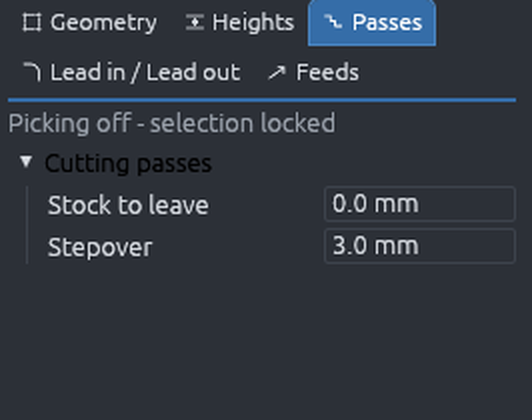 Geometry Heights Passes
Lead in / Lead out Feeds
Picking off - selection locked
Cutting passes
Stock to leave 0.0 mm
Stepover 3.0 mm